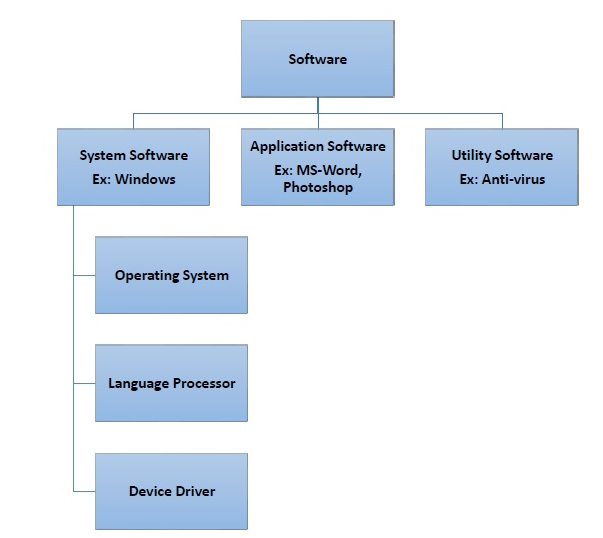 Software
System Software
Ex: Windows
Application Software
Ex: MS-Word,
Photoshop
Utility Software
Ex: Anti-virus
Operating System
Language Processor
Device Driver